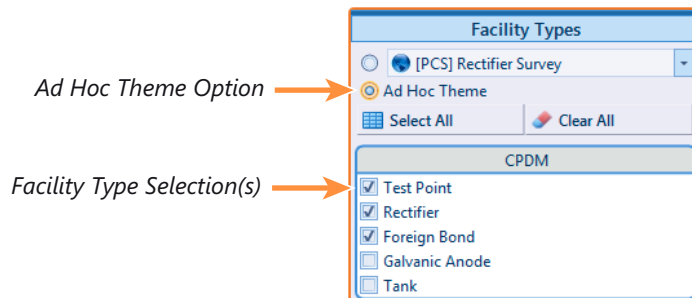 Facility Types
[PCS] Rectifier Survey
Ad Hoc Theme Option
Ad Hoc Theme
Select All Clear All
CPDM
Facility Type Selection(s)
Test Point
Rectifier
Foreign Bond
Galvanic Anode
Tank